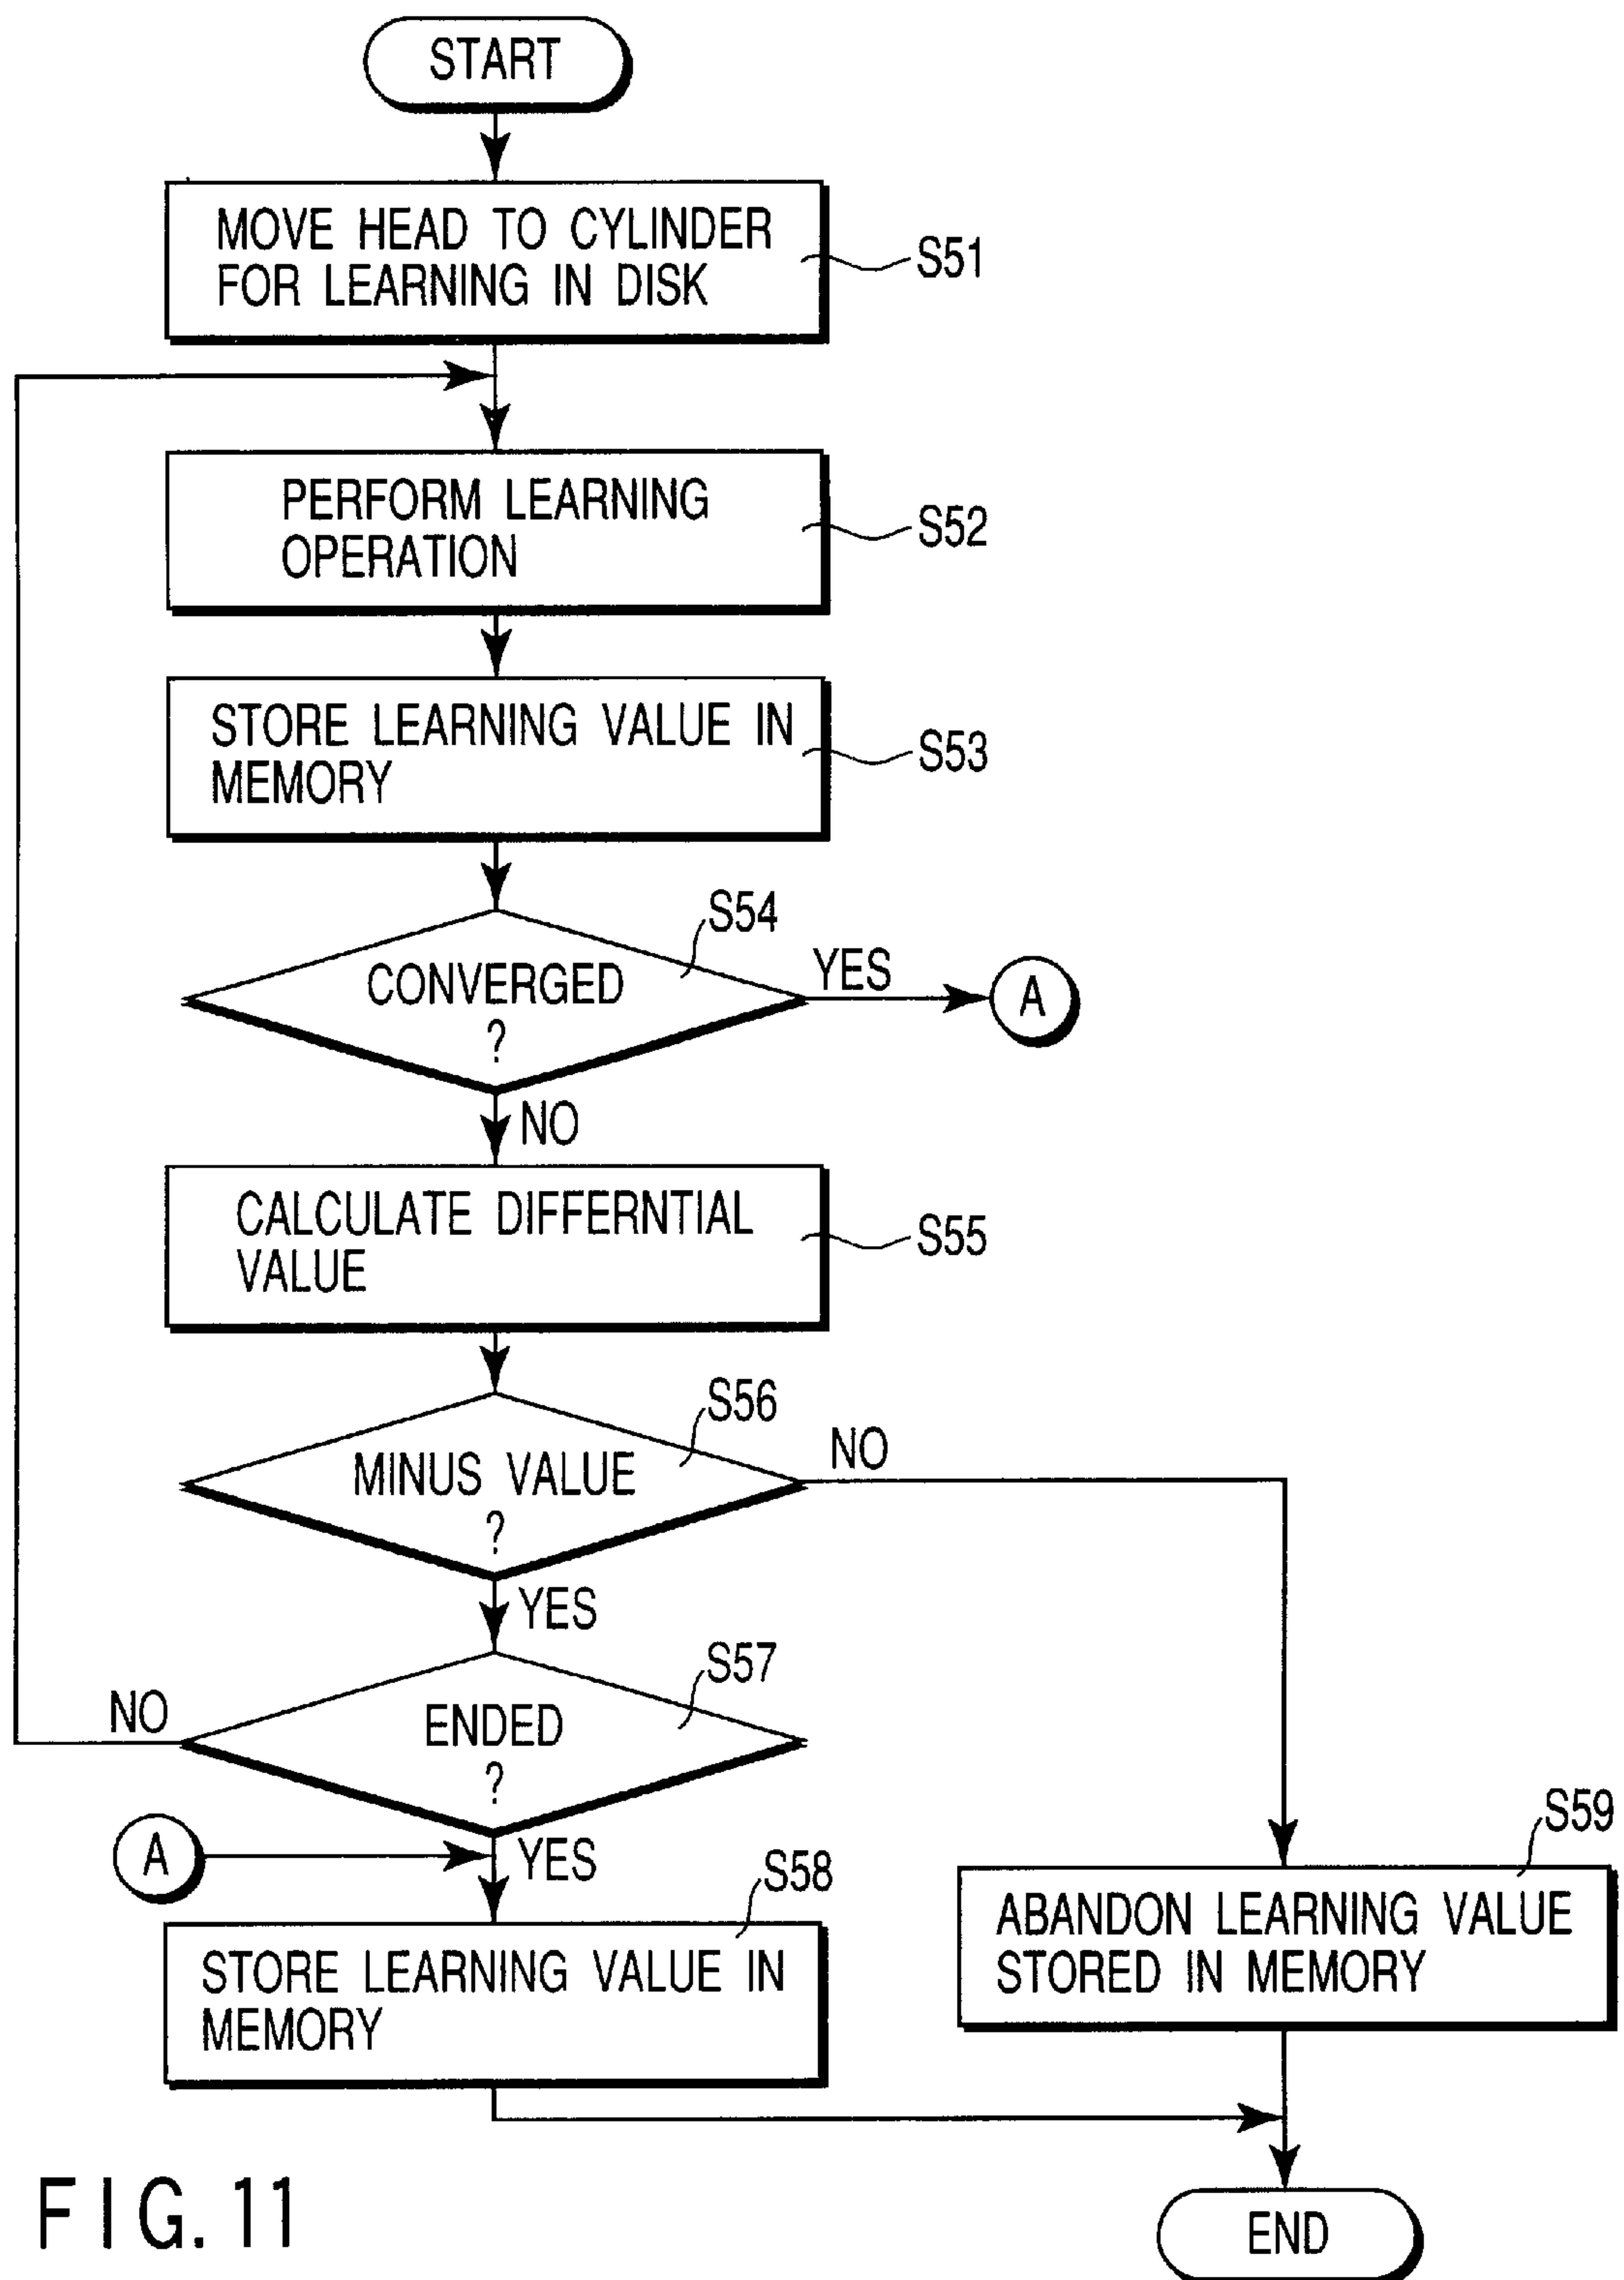 START
MOVE HEAD TO CYLINDER
FOR LEARNING IN DISK
S51
PERFORM LEARNING
OPERATION
S52
STORE LEARNING VALUE IN
MEMORY
S53
S54
CONVERGED
?
YES
A
NO
CALCULATE DIFFERNTIAL
VALUE
S55
S56
MINUS VALUE
?
NO
YES
S57
ENDED
?
NO
A
YES
S58
STORE LEARNING VALUE IN
MEMORY
S59
ABANDON LEARNING VALUE
STORED IN MEMORY
END
FIG. 11